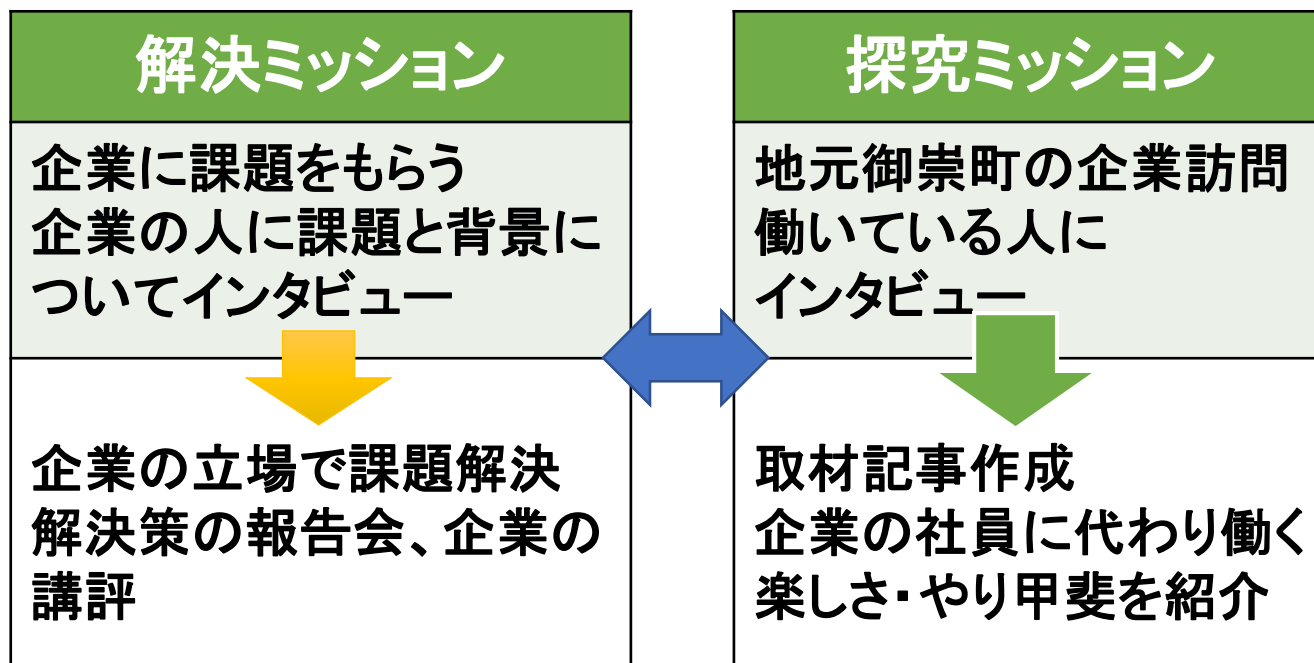 解決ミッション
企業に課題をもらう
企業の人に課題と背景に
ついてインタビュー
企業の立場で課題解決
解決策の報告会、企業の
講評
探究ミッション
地元御崇町の企業訪問
働いている人に
インタビュー
取材記事作成
企業の社員に代わり働く
楽しさ・やり甲斐を紹介